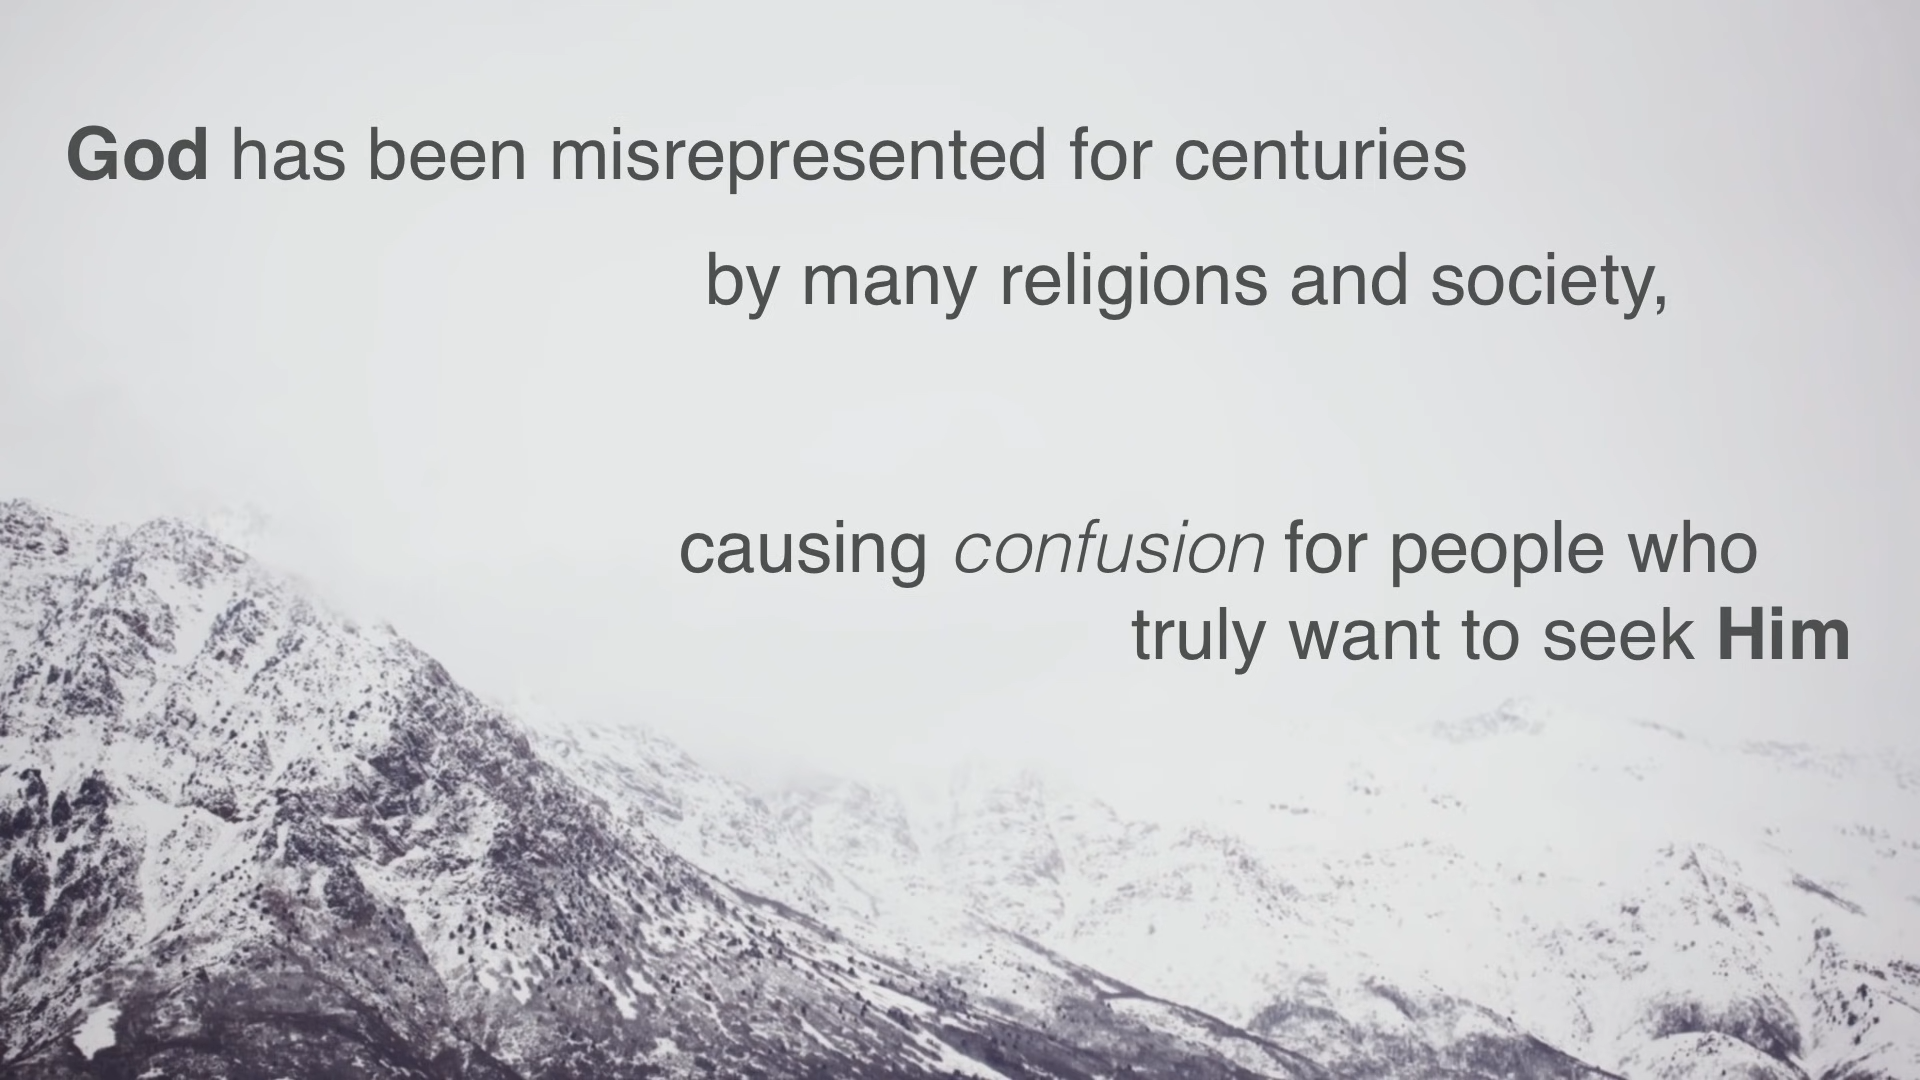 God has been misrepresented for centuries
by many religions and society,
causing confusion for people who
truly want to seek Him